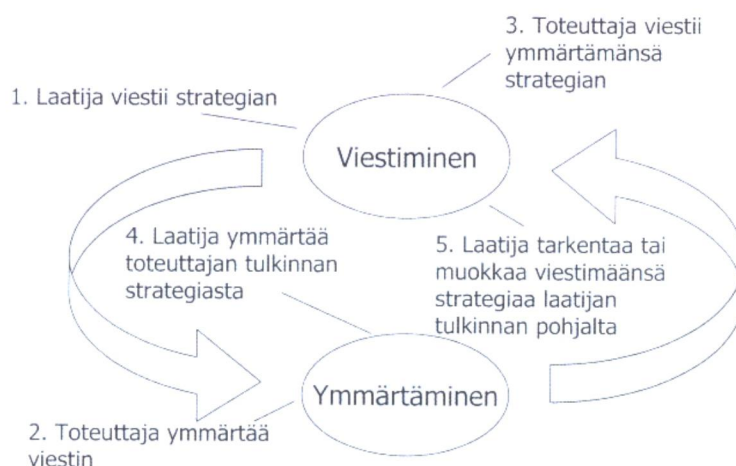 3. Toteuttaja viestii
ymmärtämänsä
strategian
1. Laatija viestii strategian
Viestiminen
4. Laatija ymmärtää
toteuttajan tulkinnan
strategiasta
5. Laatija tarkentaa tai
muokkaa viestimäänsä
strategiaa laatijan
tulkinnan pohjalta
Ymmärtäminen
2. Toteuttaja ymmärtää
viestin